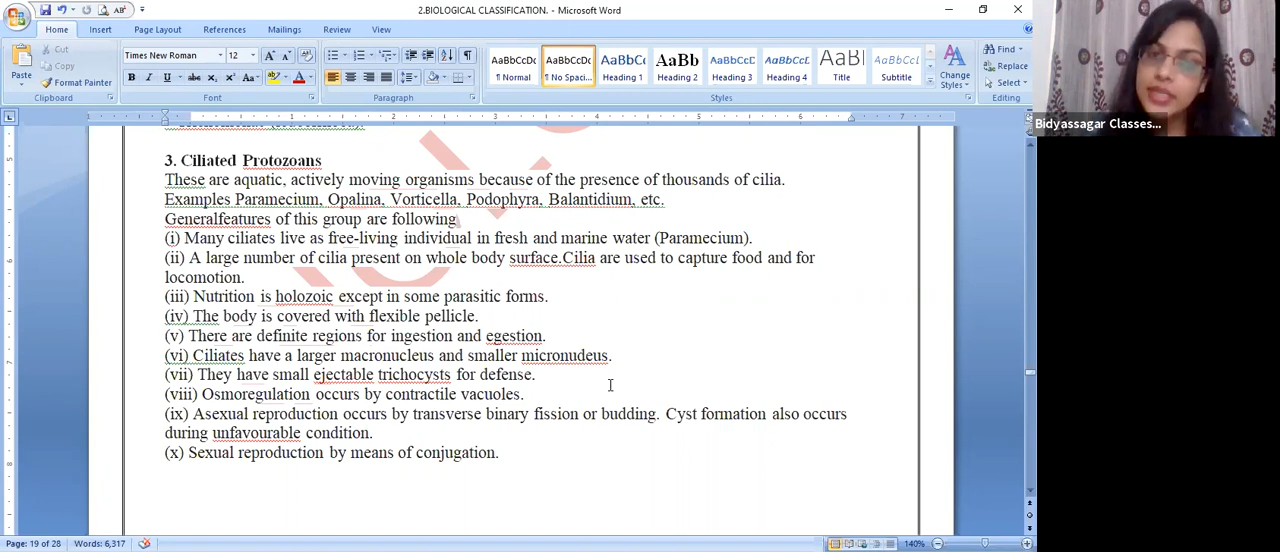 2.BIOLOGICAL CLASSIFICATION. - Microsoft Word
Home Insert Page Layout References Mailings Review View
Cut
Copy
Format Painter
Paste
Clipboard
Times New Roman 12
Font
Paragraph
AaBbCcDc AaBbCcDc AaBbCc AaBb AaBbCc AaBbCcDc AaBl AaBbCcDc
¶ Normal ¶ No Spaci... Heading 1 Heading 2 Heading 3 Heading 4 Title Subtitle
Change Styles
Styles
Find
Replace
Select
Editing
Bidyassagar Classes...
3. Ciliated Protozoans
These are aquatic, actively moving organisms because of the presence of thousands of cilia.
Examples Paramecium, Opalina, Vorticella, Podophyra, Balantidium, etc.
Generalfeatures of this group are following
(i) Many ciliates live as free-living individual in fresh and marine water (Paramecium).
(ii) A large number of cilia present on whole body surface.Cilia are used to capture food and for
locomotion.
(iii) Nutrition is holozoic except in some parasitic forms.
(iv) The body is covered with flexible pellicle.
(v) There are definite regions for ingestion and egestion.
(vi) Ciliates have a larger macronucleus and smaller micronudeus.
(vii) They have small ejectable trichocysts for defense.
(viii) Osmoregulation occurs by contractile vacuoles.
(ix) Asexual reproduction occurs by transverse binary fission or budding. Cyst formation also occurs
during unfavourable condition.
(x) Sexual reproduction by means of conjugation.
Page: 19 of 28 Words: 6,317 140%